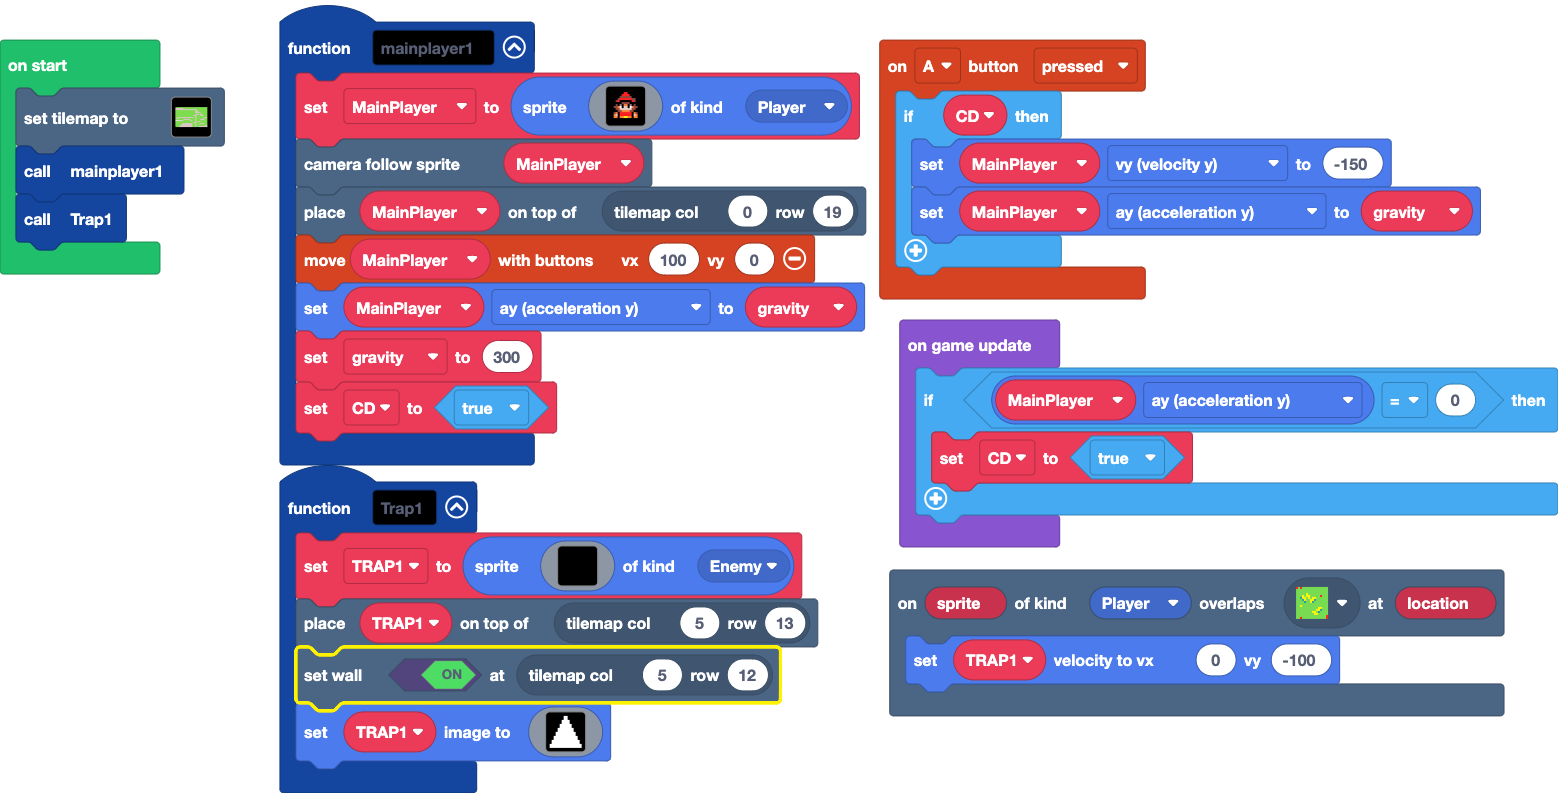 on start
set tilemap to
call mainplayer1
call Trap1
function mainplayer1
set MainPlayer to sprite of kind Player
camera follow sprite MainPlayer
place MainPlayer on top of tilemap col 0 row 19
move MainPlayer with buttons vx 100 vy 0
set MainPlayer ay (acceleration y) to gravity
set gravity to 300
set CD to true
function Trap1
set TRAP1 to sprite of kind Enemy
place TRAP1 on top of tilemap col 5 row 13
set wall ON at tilemap col 5 row 12
set TRAP1 image to
on A button pressed
if CD then
set MainPlayer vy (velocity y) to -150
set MainPlayer ay (acceleration y) to gravity
on game update
if MainPlayer ay (acceleration y) = 0 then
set CD to true
on sprite of kind Player overlaps at location
set TRAP1 velocity to vx 0 vy -100